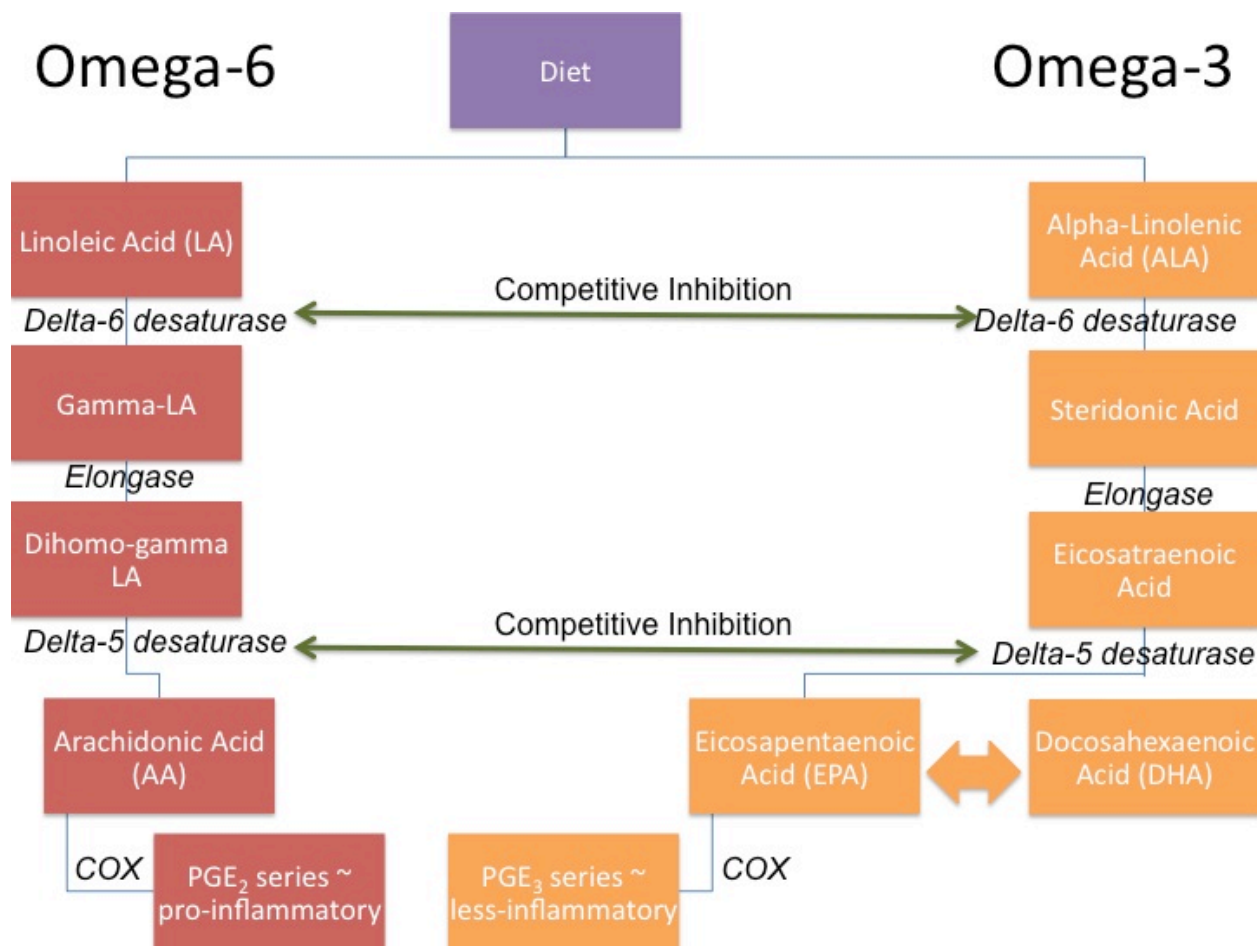 Omega-6
Diet
Omega-3
Linoleic Acid (LA)
Alpha-Linolenic
Acid (ALA)
Competitive Inhibition
Delta-6 desaturase
Delta-6 desaturase
Gamma-LA
Steridonic Acid
Elongase
Elongase
Dihomo-gamma
LA
Eicosatraenoic
Acid
Competitive Inhibition
Delta-5 desaturase
Delta-5 desaturase
Arachidonic Acid
(AA)
Eicosapentaenoic
Acid (EPA)
Docosahexaenoic
Acid (DHA)
COX
PGE₂ series ~
pro-inflammatory
PGE₃ series ~
less-inflammatory
COX